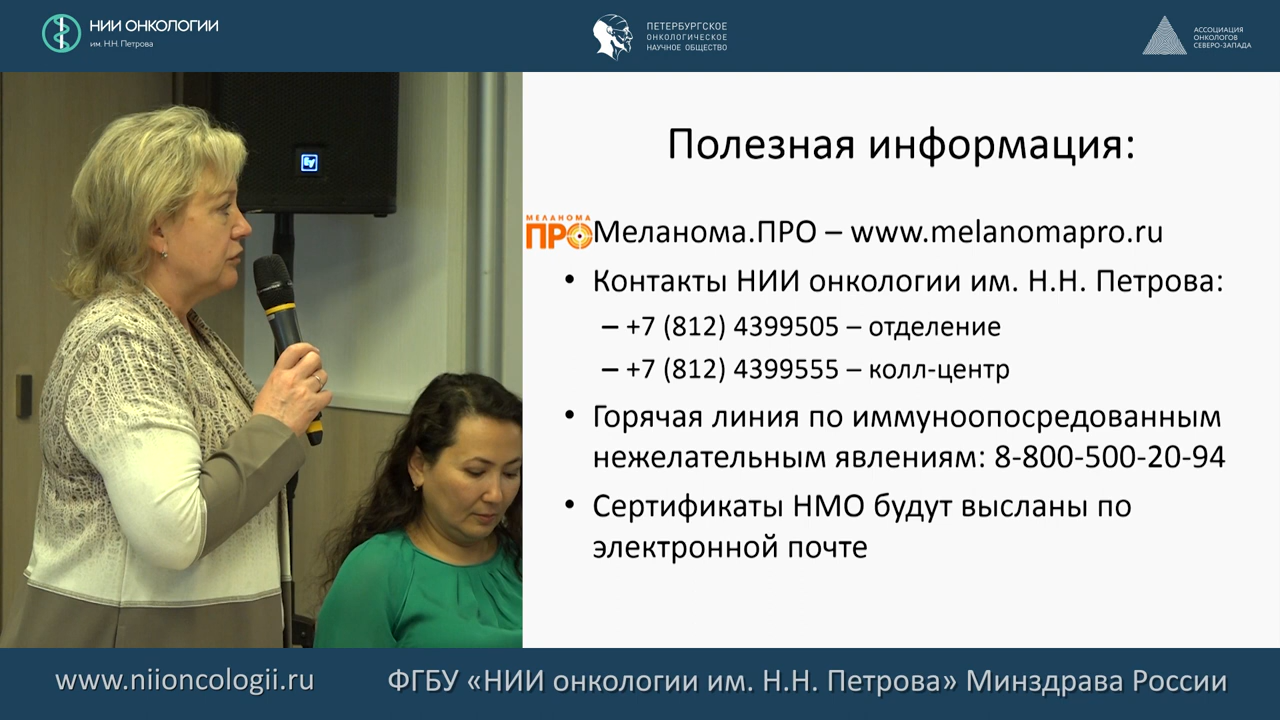 НИИ ОНКОЛОГИИ
им. Н.Н. Петрова
ПЕТЕРБУРГСКОЕ
ОНКОЛОГИЧЕСКОЕ
НАУЧНОЕ ОБЩЕСТВО
АССОЦИАЦИЯ
ОНКОЛОГОВ
СЕВЕРО-ЗАПАДА
Полезная информация:
МЕЛАНОМА
ПРО
Меланома.ПРО – www.melanomapro.ru
• Контакты НИИ онкологии им. Н.Н. Петрова:
– +7 (812) 4399505 – отделение
– +7 (812) 4399555 – колл-центр
• Горячая линия по иммуноопосредованным
нежелательным явлениям: 8-800-500-20-94
• Сертификаты НМО будут высланы по
электронной почте
EV
www.niioncologii.ru
ФГБУ «НИИ онкологии им. Н.Н. Петрова» Минздрава России